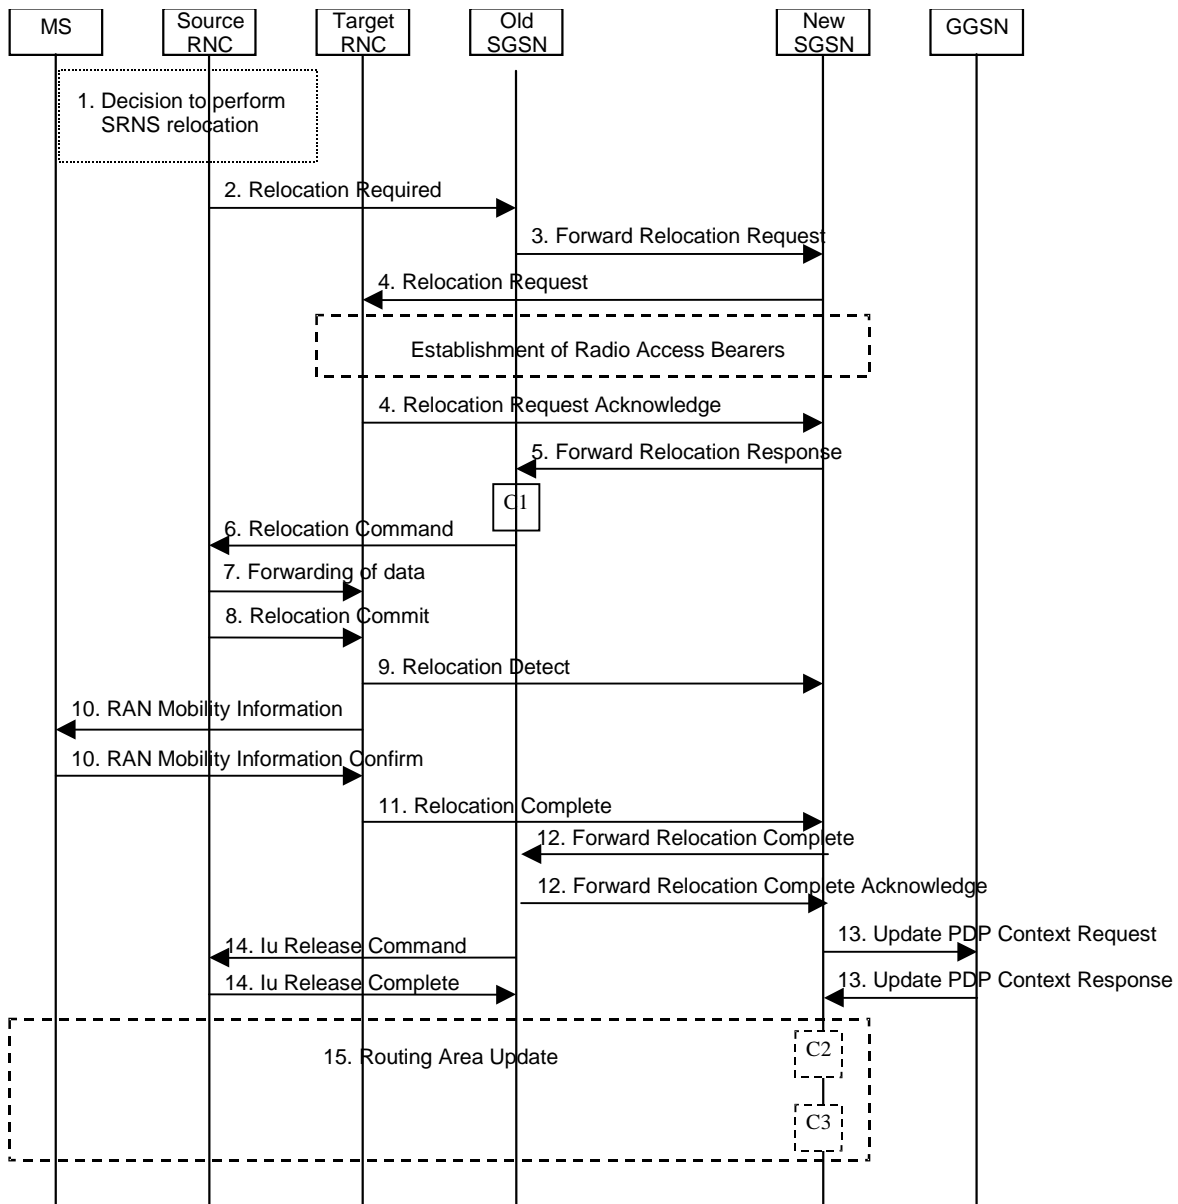 MS
Source
RNC
Target
RNC
Old
SGSN
New
SGSN
GGSN
1. Decision to perform
SRNS relocation
2. Relocation Required
3. Forward Relocation Request
4. Relocation Request
Establishment of Radio Access Bearers
4. Relocation Request Acknowledge
5. Forward Relocation Response
C1
6. Relocation Command
7. Forwarding of data
8. Relocation Commit
9. Relocation Detect
10. RAN Mobility Information
10. RAN Mobility Information Confirm
11. Relocation Complete
12. Forward Relocation Complete
12. Forward Relocation Complete Acknowledge
13. Update PDP Context Request
14. Iu Release Command
13. Update PDP Context Response
14. Iu Release Complete
C2
15. Routing Area Update
C3